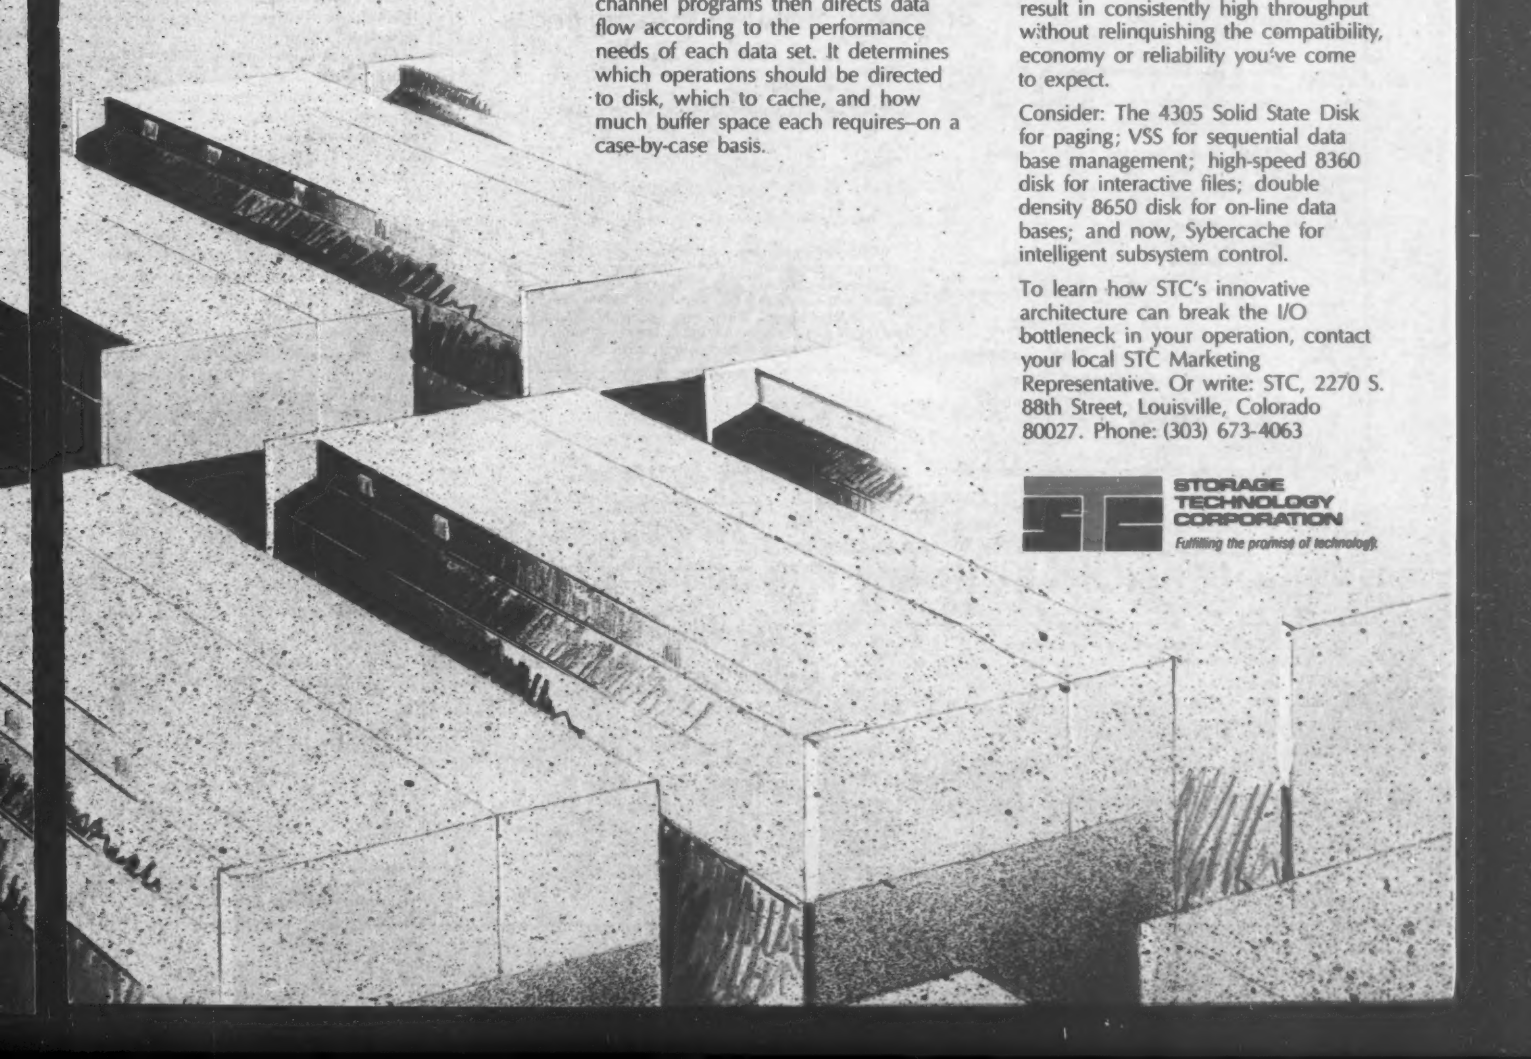 channel programs then directs data
flow according to the performance
needs of each data set. It determines
which operations should be directed
to disk, which to cache, and how
much buffer space each requires—on a
case-by-case basis.
result in consistently high throughput
without relinquishing the compatibility,
economy or reliability you've come
to expect.
Consider: The 4305 Solid State Disk
for paging; VSS for sequential data
base management; high-speed 8360
disk for interactive files; double
density 8650 disk for on-line data
bases; and now, Sybercache for
intelligent subsystem control.
To learn how STC's innovative
architecture can break the I/O
bottleneck in your operation, contact
your local STC Marketing
Representative. Or write: STC, 2270 S.
88th Street, Louisville, Colorado
80027. Phone: (303) 673-4063
STC
STORAGE
TECHNOLOGY
CORPORATION
Fulfilling the promise of technology.